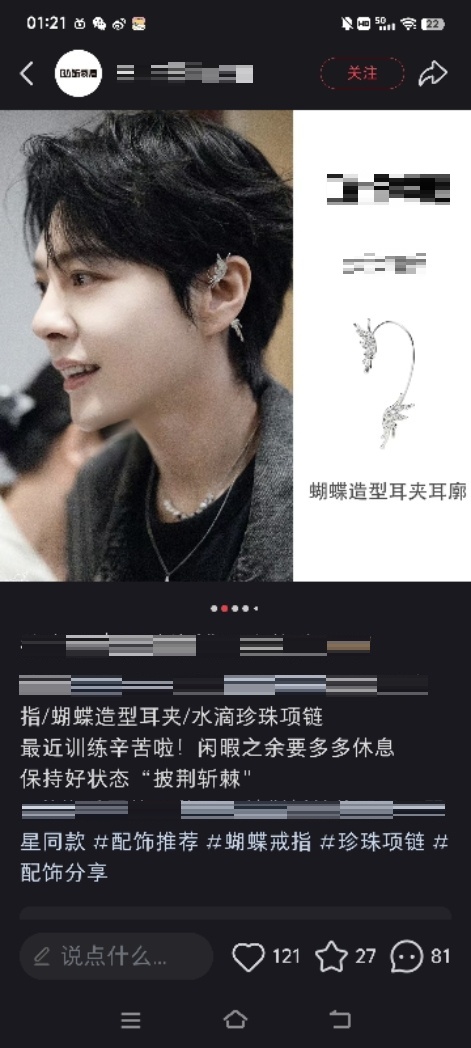 01:21
5G
22
关注
蝴蝶造型耳夹耳廓
指/蝴蝶造型耳夹/水滴珍珠项链
最近训练辛苦啦！闲暇之余要多多休息
保持好状态“披荆斩棘"
星同款 #配饰推荐 #蝴蝶戒指 #珍珠项链 #
配饰分享
说点什么...
121
27
81